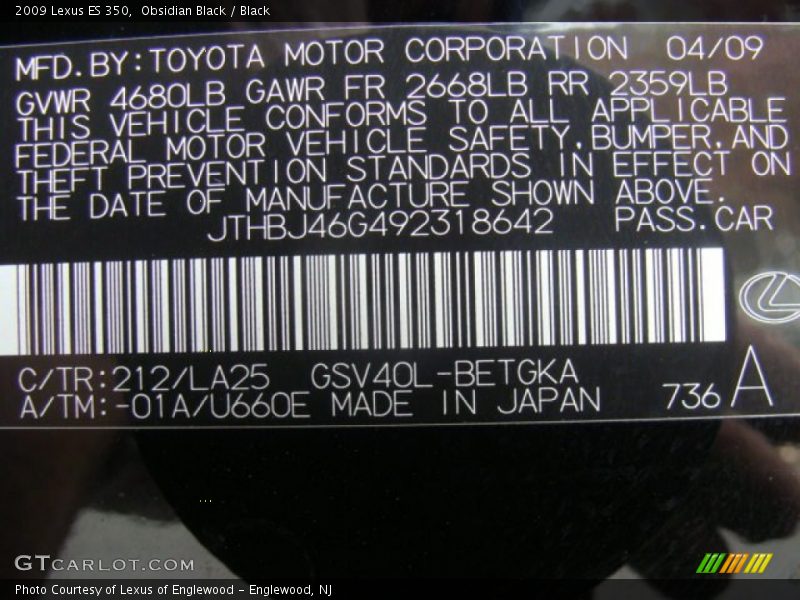 2009 Lexus ES 350, Obsidian Black / Black
MFD.BY:TOYOTA MOTOR CORPORATION 04/09
GVWR 4680LB GAWR FR 2668LB RR 2359LB
THIS VEHICLE CONFORMS TO ALL APPLICABLE
FEDERAL MOTOR VEHICLE SAFETY,BUMPER,AND
THEFT PREVENTION STANDARDS IN EFFECT ON
THE DATE OF MANUFACTURE SHOWN ABOVE.
JTHBJ46G492318642 PASS.CAR
C/TR:212/LA25 GSV40L-BETGKA
A/TM:-01A/U660E MADE IN JAPAN 736 A
GTCARLOT.COM
Photo Courtesy of Lexus of Englewood - Englewood, NJ